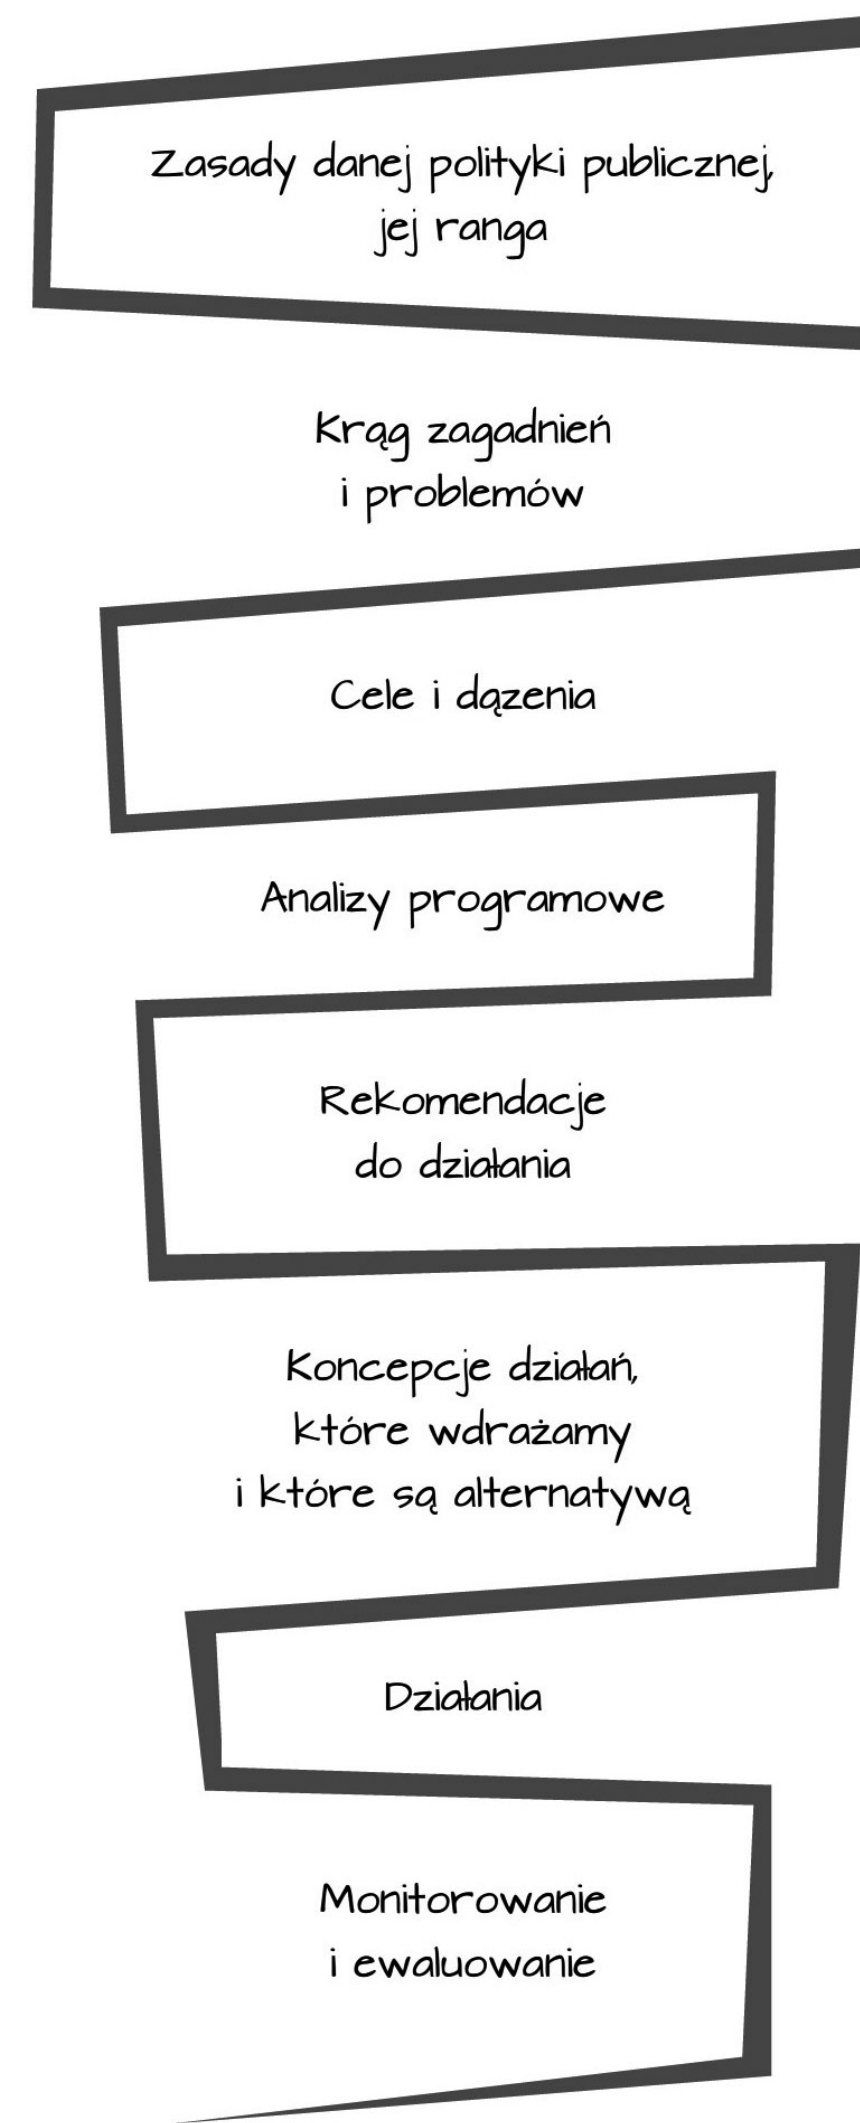 Zasady danej polityki publicznej,
jej ranga
Krąg zagadnień
i problemów
Cele i dązenia
Analizy programowe
Rekomendacje
do działania
Koncepcje działań,
które wdrażamy
i które są alternatywą
Działania
Monitorowanie
i ewaluowanie